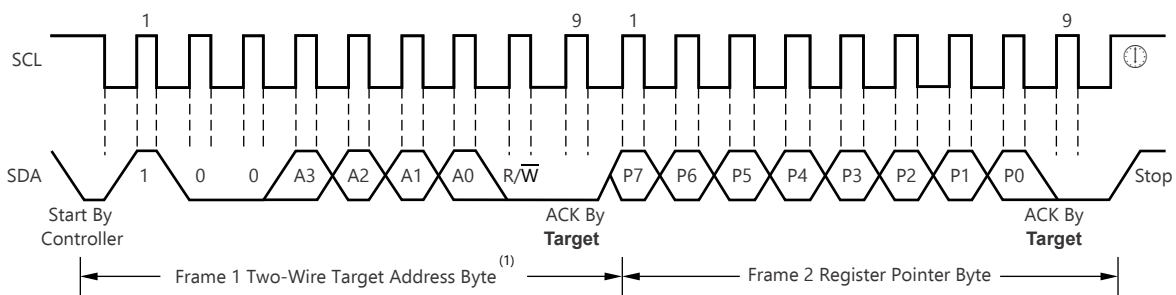 1 9 1 9
SCL
SDA 1 0 0 A3 A2 A1 A0 R/W̅ P7 P6 P5 P4 P3 P2 P1 P0 Stop
Start By ACK By ACK By
Controller Target Target
Frame 1 Two-Wire Target Address Byte(1) Frame 2 Register Pointer Byte